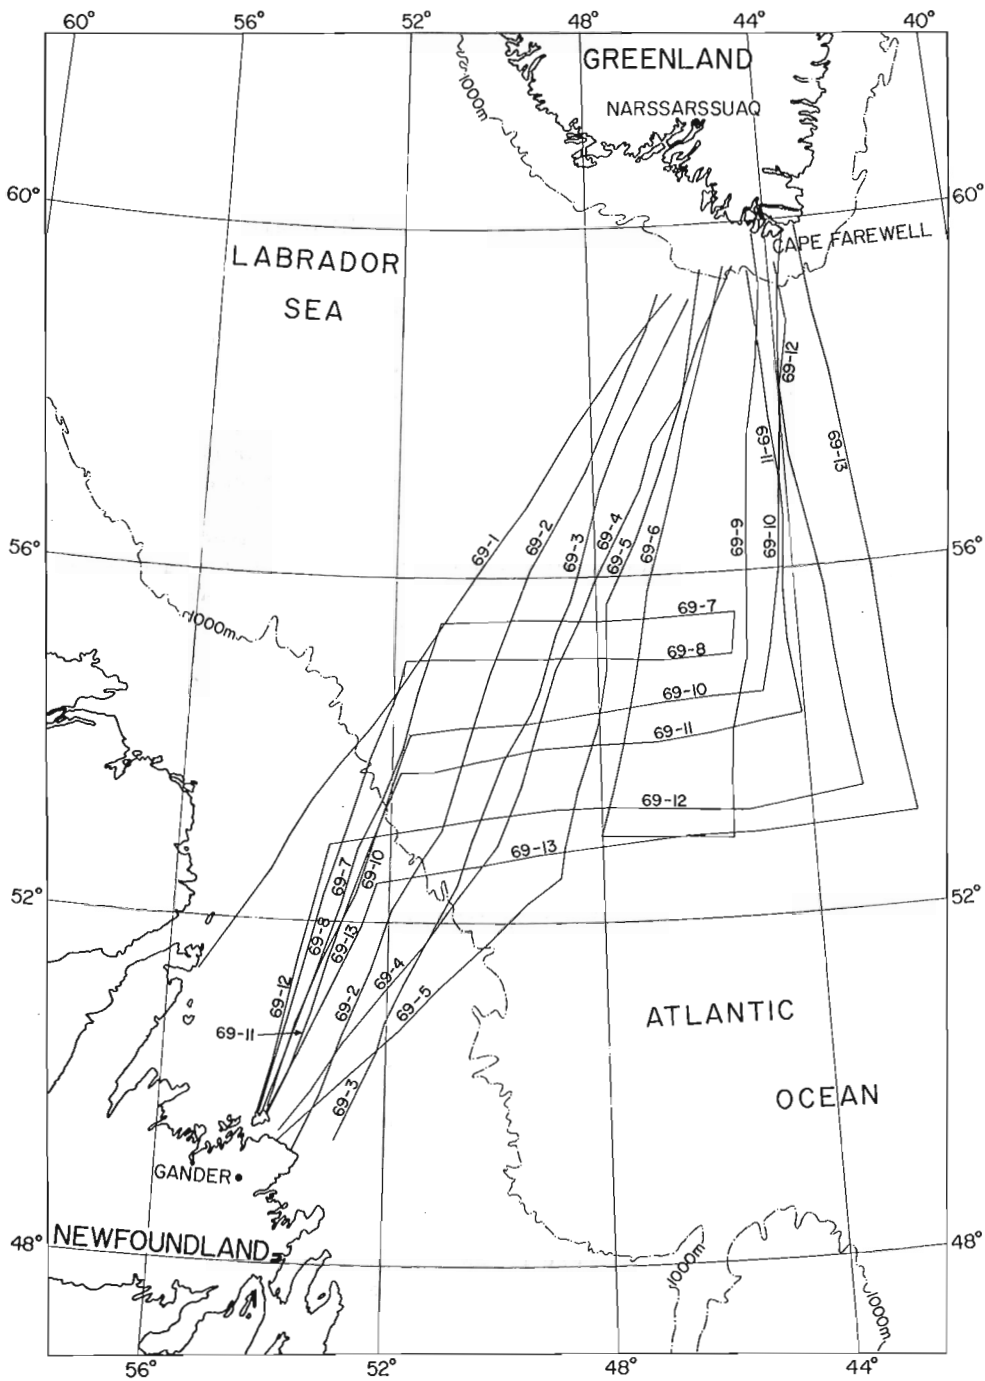 60° 56° 52° 48° 44° 40°
GREENLAND
1000m
NARSSARSSUAQ
60° 60°
CAPE FAREWELL
LABRADOR
SEA
69-12
69-11
69-13
69-1
69-2
69-3
69-4
69-5
69-6
69-9
69-10
56° 56°
1000m
69-7
69-8
69-10
69-11
69-12
69-13
69-7
69-10
52° 52°
69-8
69-13
69-12
69-2
69-4
69-5
69-11
69-3
ATLANTIC
OCEAN
GANDER
NEWFOUNDLAND
48° 48°
1000m
1000m
56° 52° 48° 44°